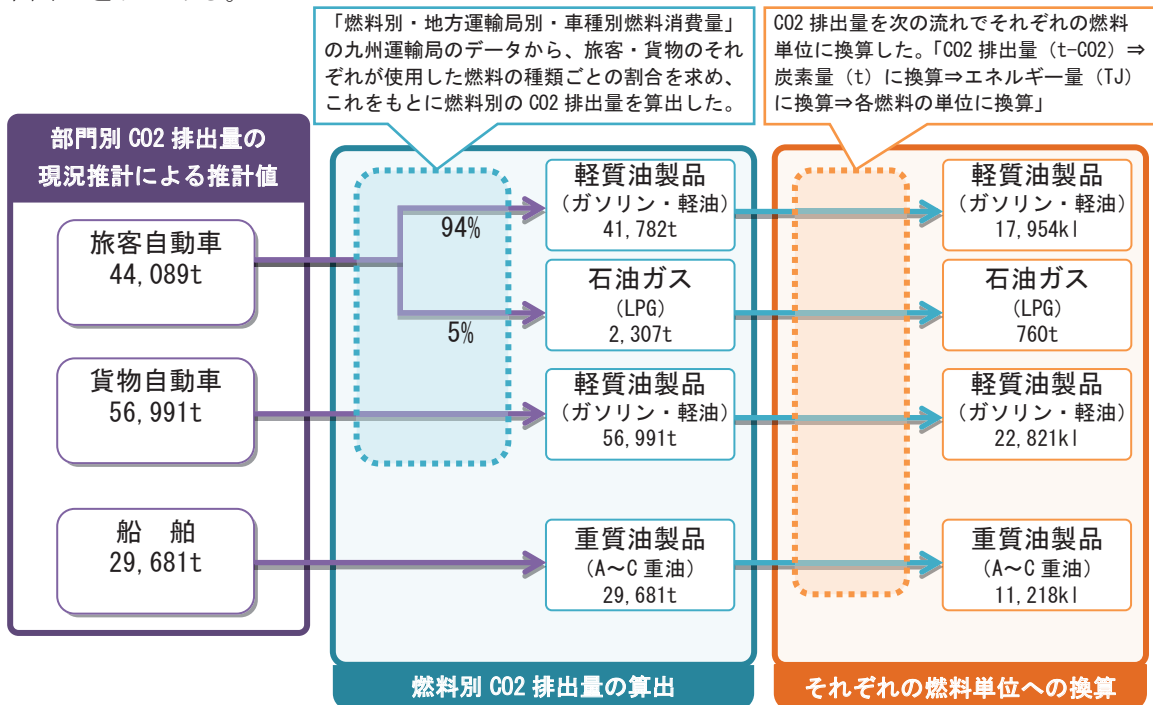 「燃料別・地方運輸局別・車種別燃料消費量」
の九州運輸局のデータから、旅客・貨物のそれ
ぞれが使用した燃料の種類ごとの割合を求め、
これをもとに燃料別の CO2 排出量を算出した。
CO2 排出量を次の流れでそれぞれの燃料
単位に換算した。「CO2 排出量（t-CO2）⇒
炭素量（t）に換算⇒エネルギー量（TJ）
に換算⇒各燃料の単位に換算」
部門別 CO2 排出量の
現況推計による推計値
旅客自動車
44,089t
貨物自動車
56,991t
船　舶
29,681t
94%
5%
軽質油製品
（ガソリン・軽油）
41,782t
石油ガス
（LPG）
2,307t
軽質油製品
（ガソリン・軽油）
56,991t
重質油製品
（A～C 重油）
29,681t
燃料別 CO2 排出量の算出
軽質油製品
（ガソリン・軽油）
17,954kl
石油ガス
（LPG）
760t
軽質油製品
（ガソリン・軽油）
22,821kl
重質油製品
（A～C 重油）
11,218kl
それぞれの燃料単位への換算